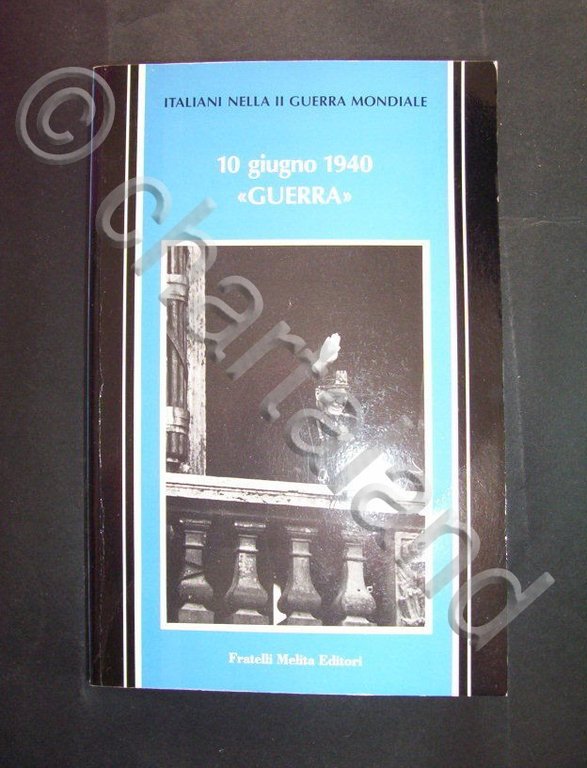 ITALIANI NELLA II GUERRA MONDIALE
10 giugno 1940
«GUERRA»
Fratelli Melita Editori
© chartaland